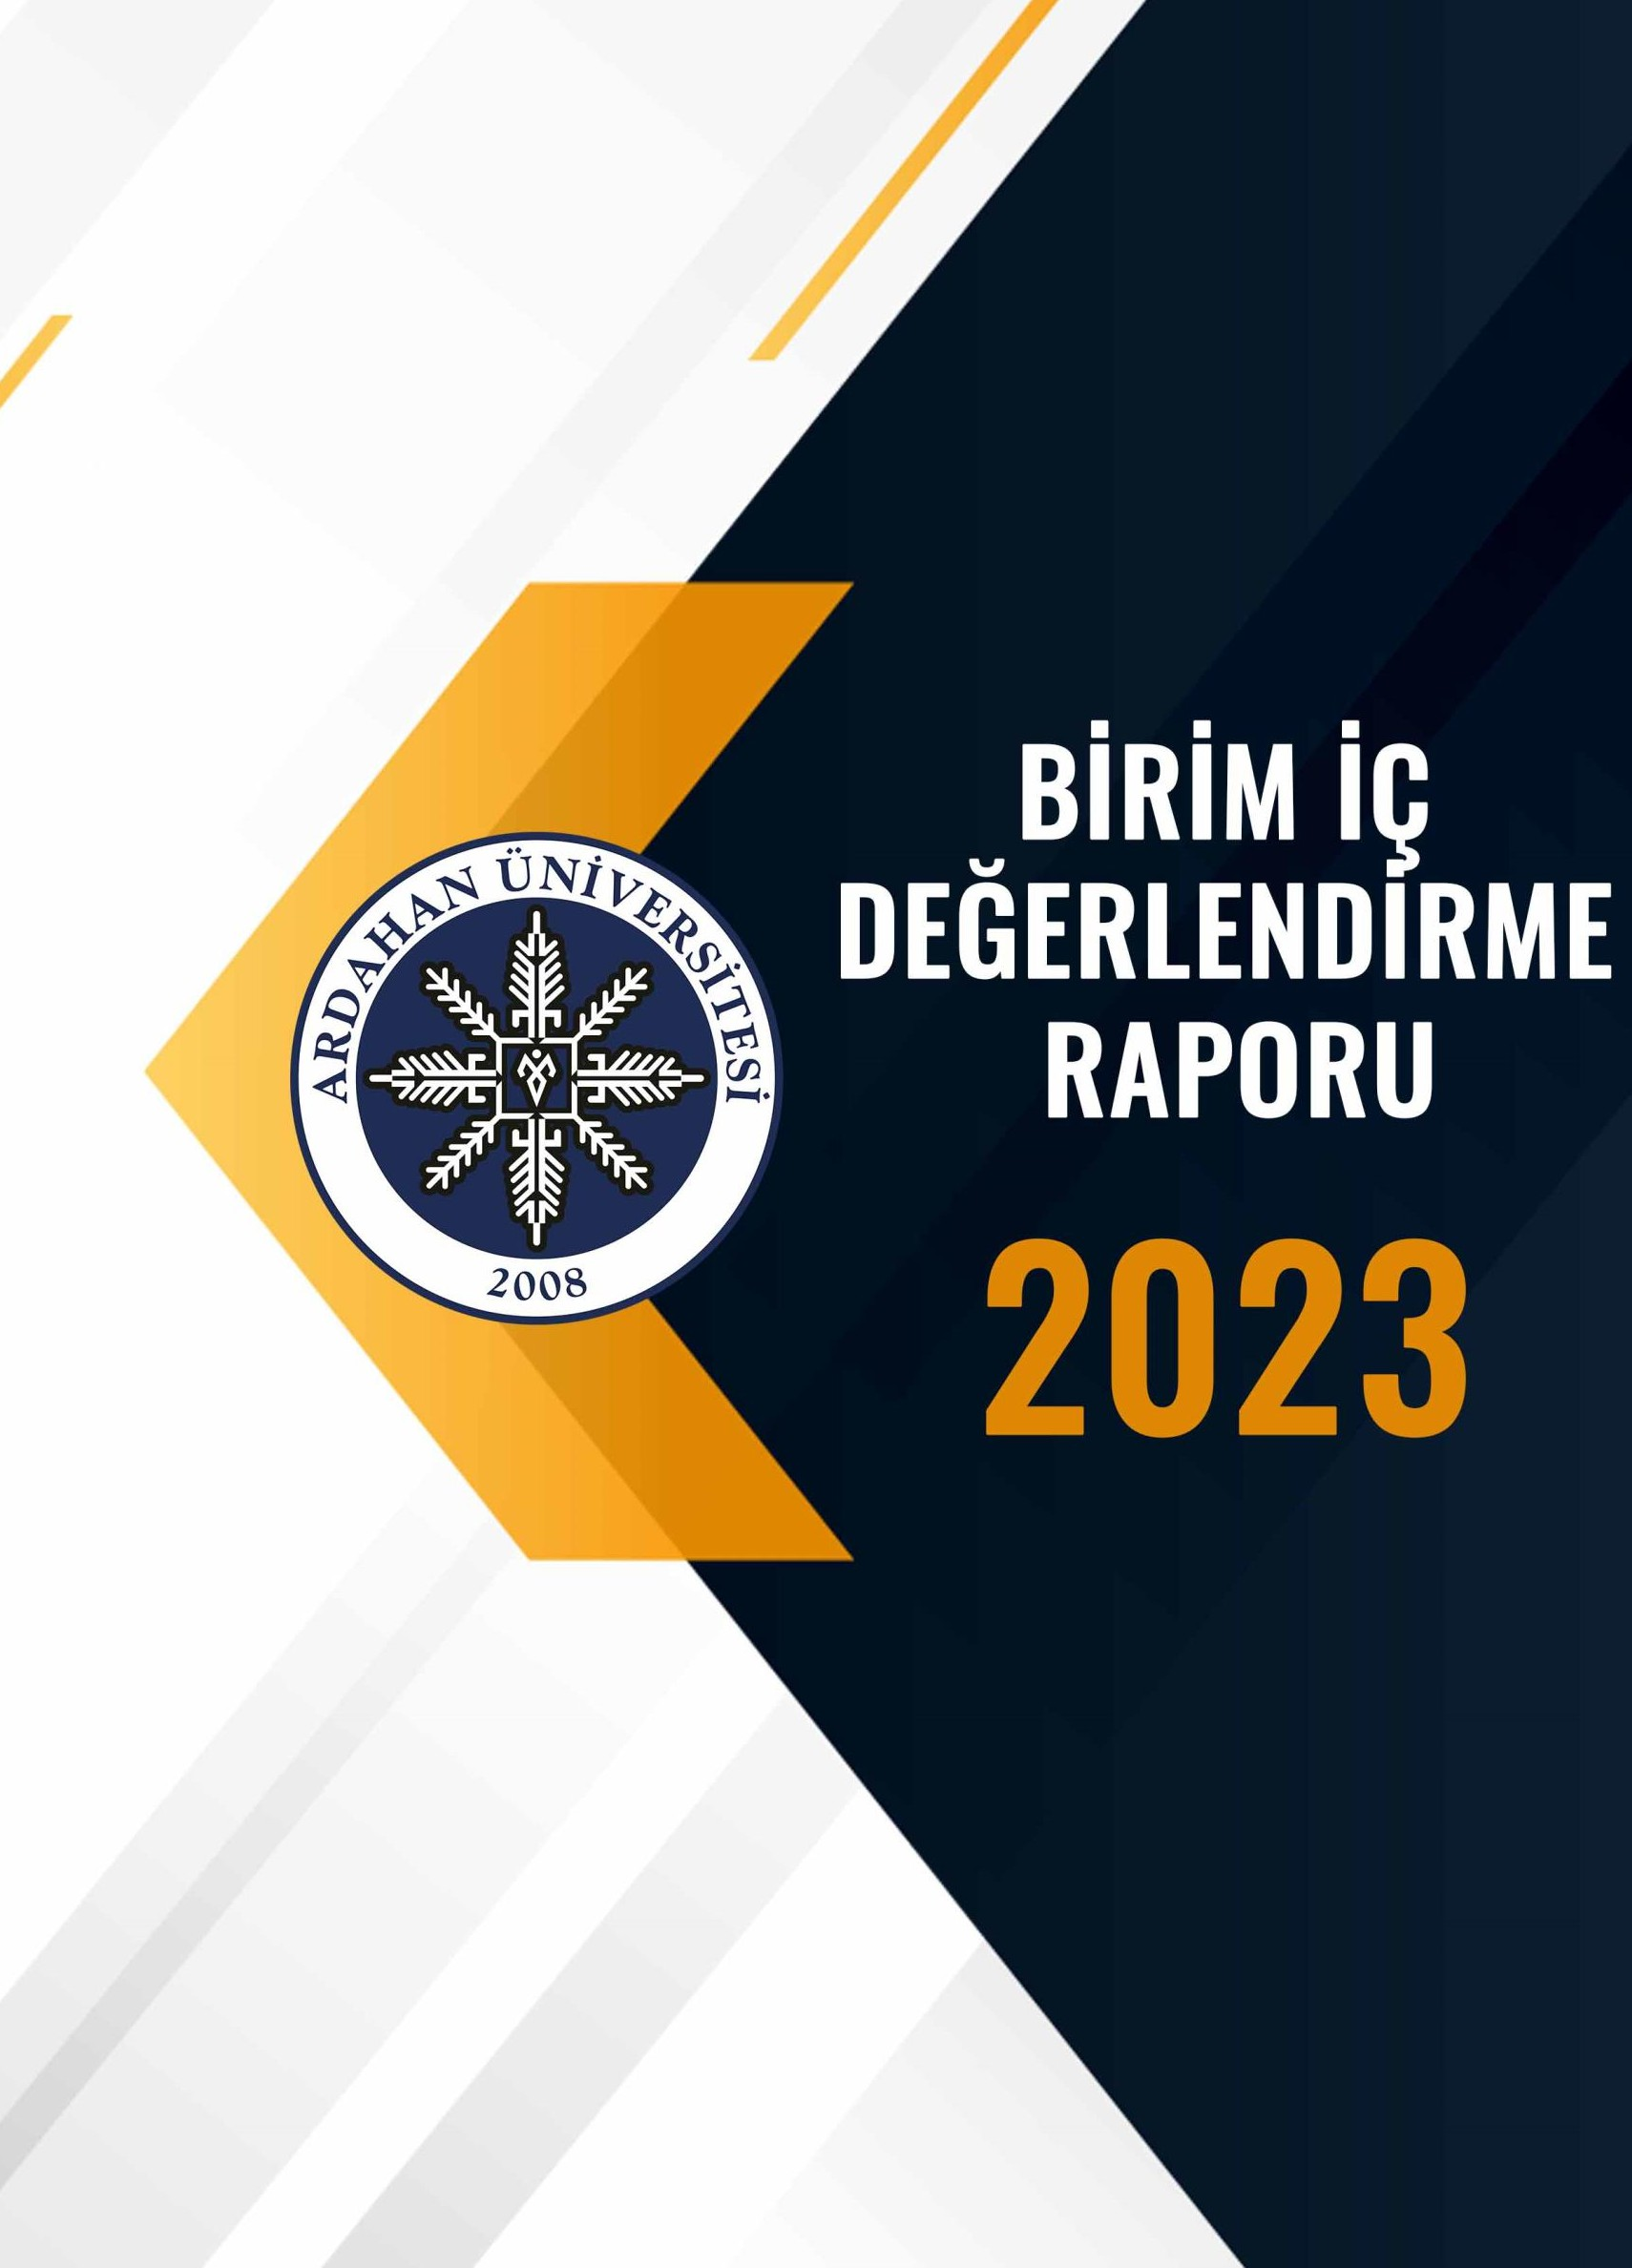 ARDAHAN ÜNİVERSİTESİ
2008
BİRİM İÇ
DEĞERLENDİRME
RAPORU
2023